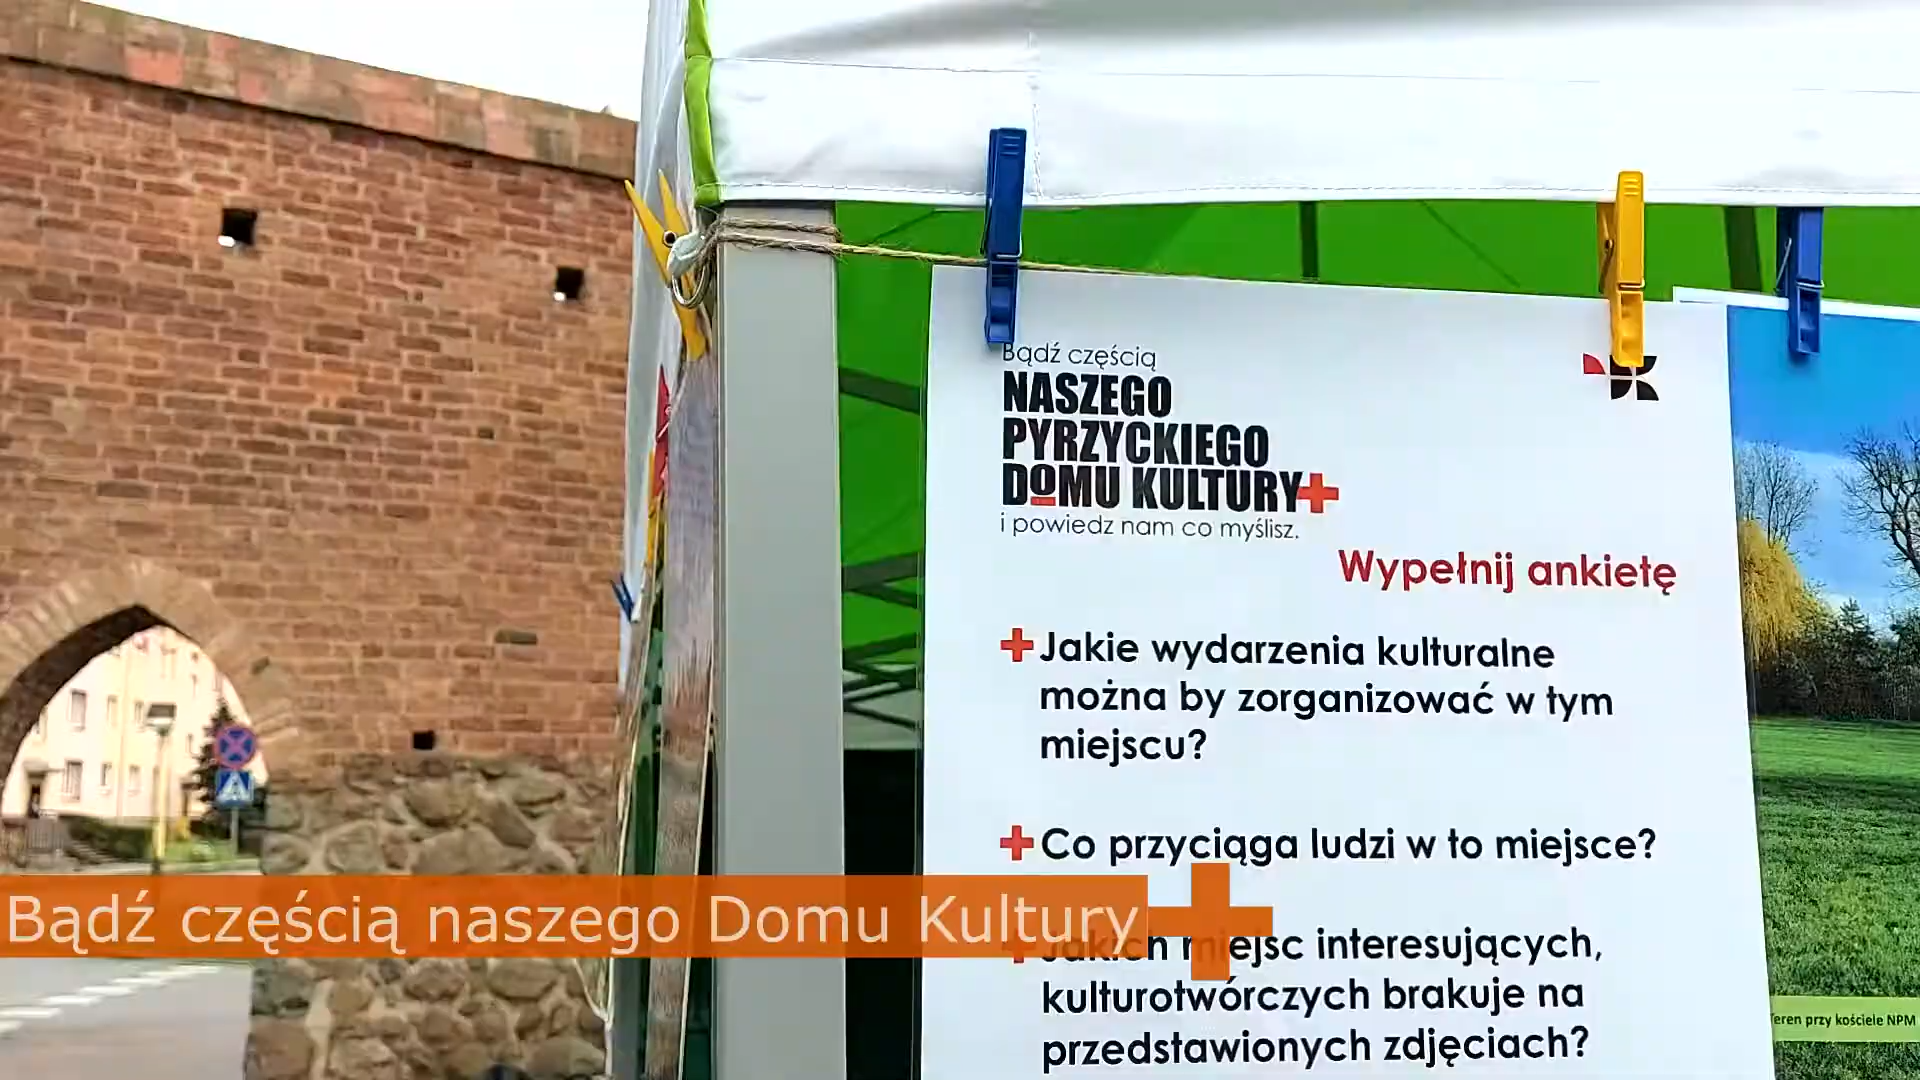 Bądź częścią
NASZEGO
PYRZYCKIEGO
DOMU KULTURY+
i powiedz nam co myślisz.
Wypełnij ankietę
+Jakie wydarzenia kulturalne
można by zorganizować w tym
miejscu?
+Co przyciąga ludzi w to miejsce?
+Jakich miejsc interesujących,
kulturotwórczych brakuje na
przedstawionych zdjęciach?
Teren przy kościele NPM
Bądź częścią naszego Domu Kultury+